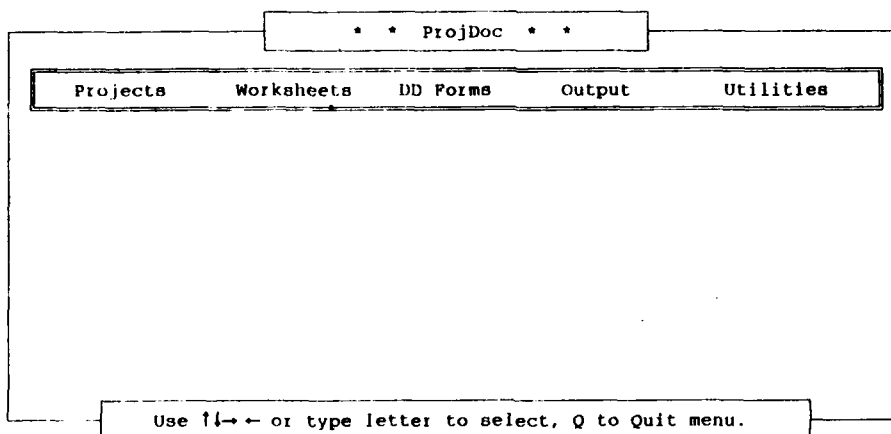 * * ProjDoc * *
Projects Worksheets DD Forms Output Utilities
Use ↑↓→ ← or type letter to select, Q to Quit menu.